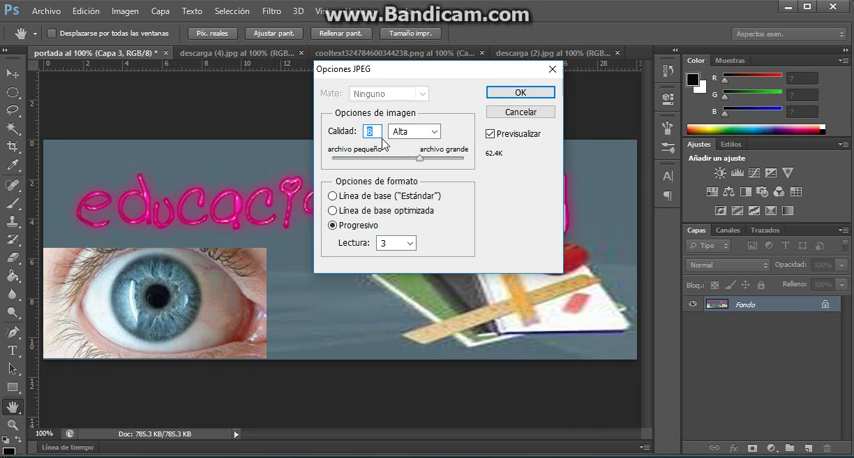 www.Bandicam.com
Ps Archivo Edición Imagen Capa Texto Selección Filtro 3D Vista Ventana Ayuda
Desplazarse por todas las ventanas Píx. reales Ajustar pant. Rellenar pant. Tamaño impr. Aspectos esen.
portada al 100% (Capa 3, RGB/8) * × descarga (4).jpg al 100% (RGB... × cooltext324784600344238.png al 100% (Ca... × descarga (2).jpg al 100% (RGB... ×
Opciones JPEG
Mate: Ninguno
OK
Opciones de imagen
Cancelar
Calidad: Alta
Previsualizar
archivo pequeño archivo grande
62.4K
Opciones de formato
Línea de base ("Estándar")
Línea de base optimizada
Progresivo
Lectura: 3
Color Muestras
R
G
B
Ajustes Estilos
Añadir un ajuste
Capas Canales Trazados
Tipo
Normal Opacidad:
Bloq.: Relleno:
Fondo
100% Doc: 785.3 KB/785.3 KB
Línea de tiempo